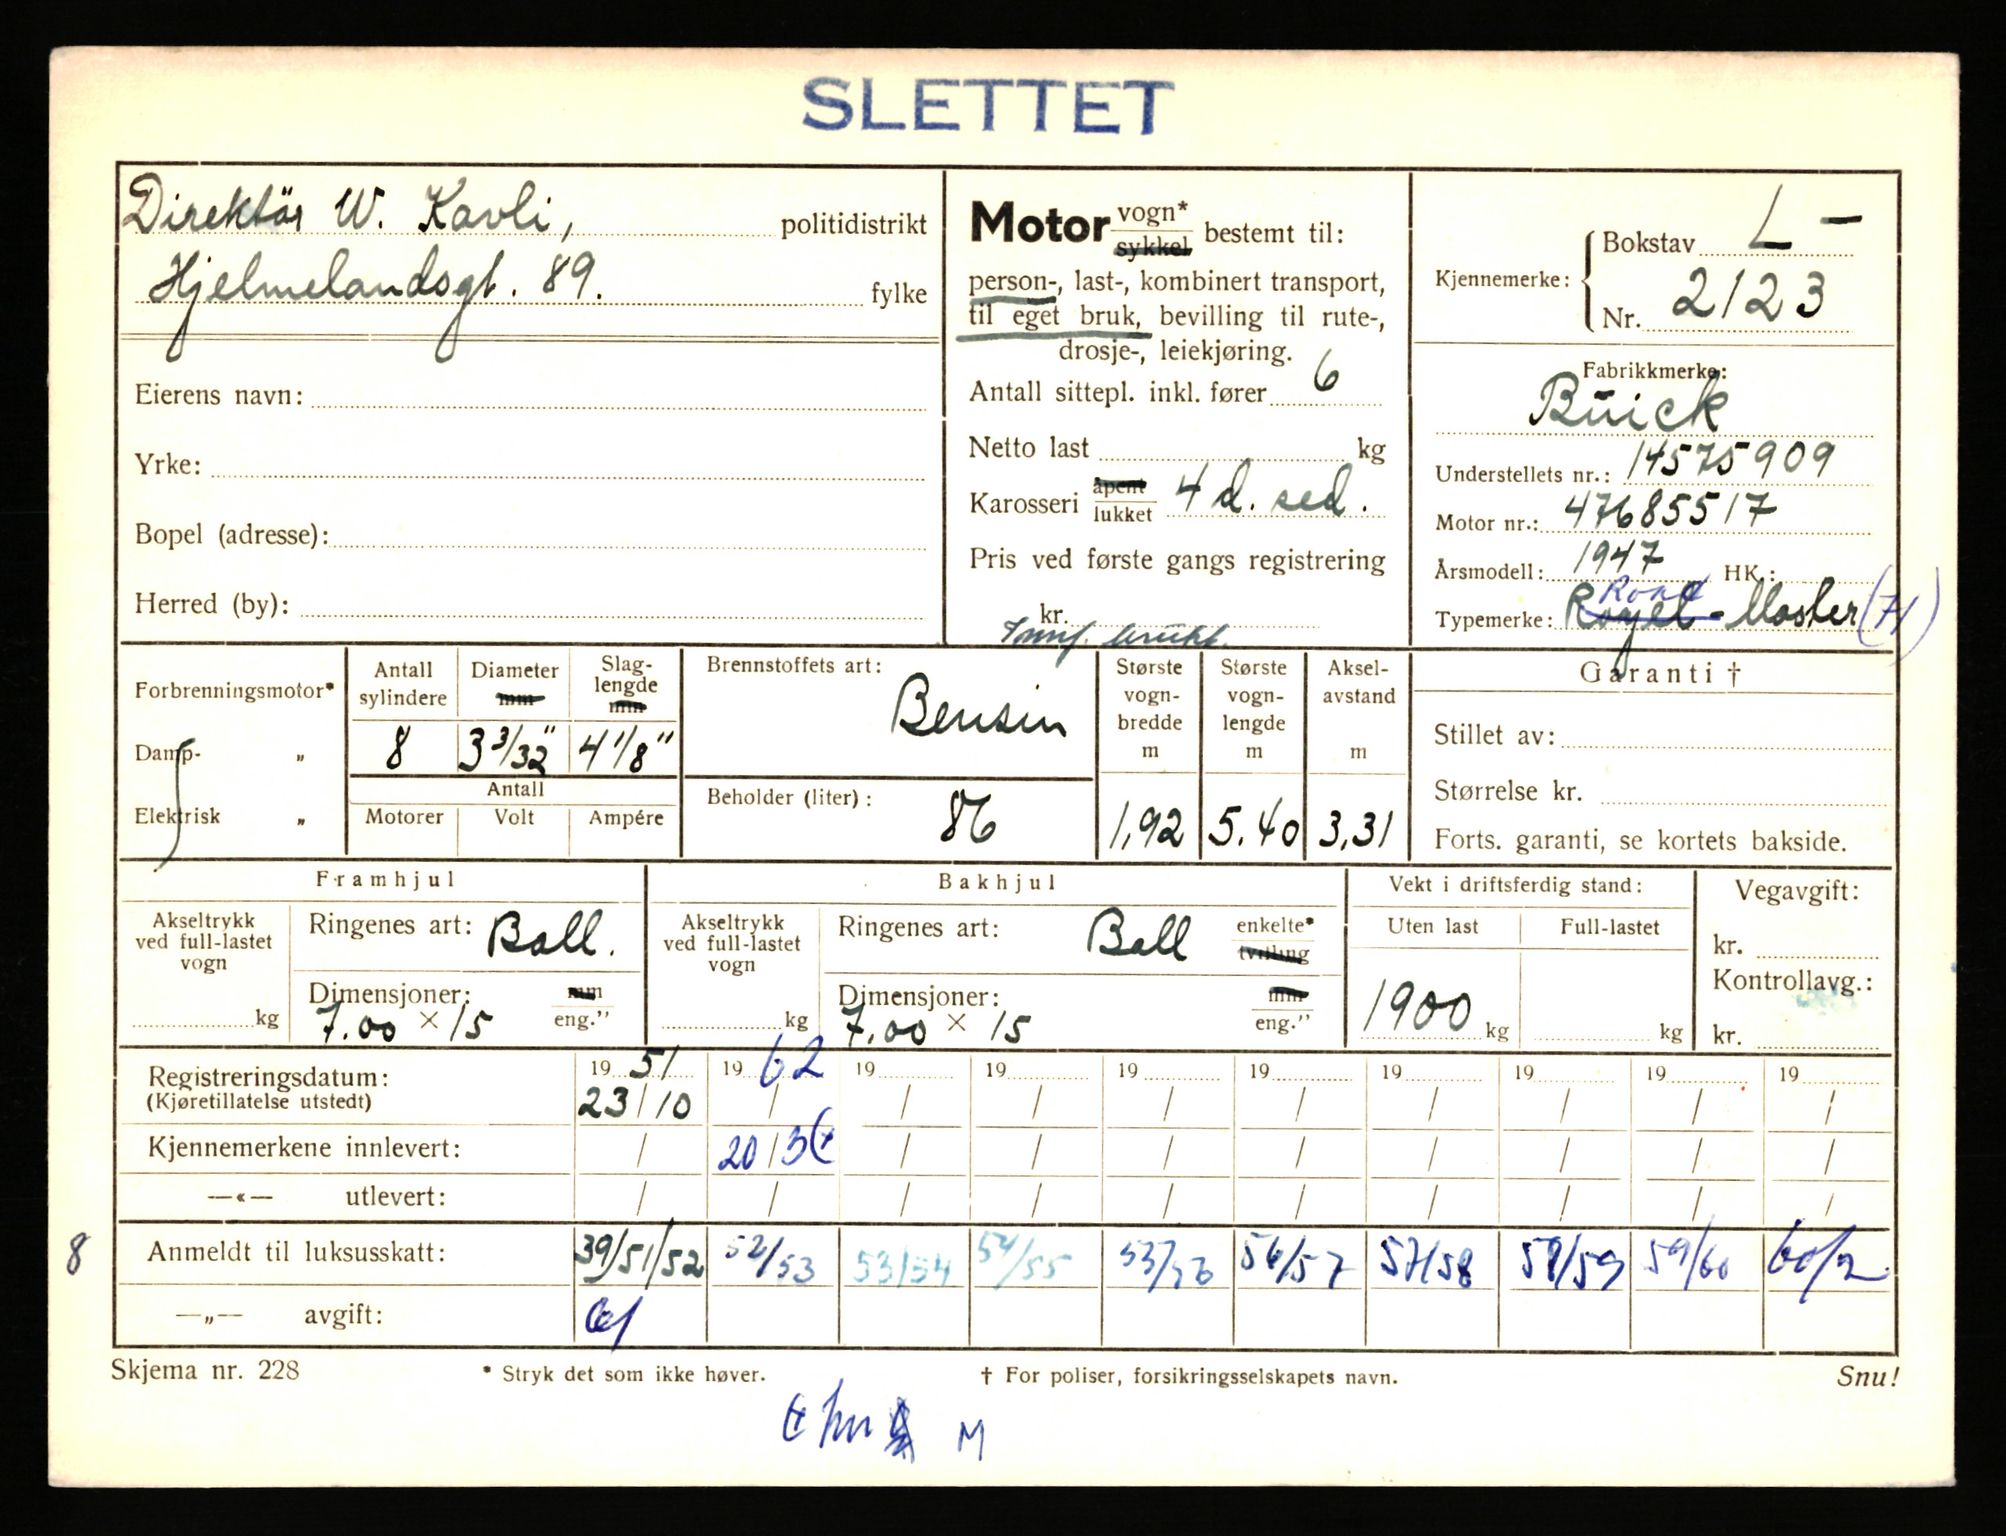 SLETTET
Direktör W. Kavli, politidistrikt
Hjelmelandsgt. 89. fylke
Eierens navn:
Yrke:
Bopel (adresse):
Herred (by):
Motor vogn* sykkel bestemt til:
person-, last-, kombinert transport,
til eget bruk, bevilling til rute-,
drosje-, leiekjøring.
Antall sittepl. inkl. fører 6
Netto last kg
Karosseri åpent lukket 4 d. sed.
Pris ved første gangs registrering
kr.
brukt.
Kjennemerke: Bokstav L -
Nr. 2123
Fabrikkmerke:
Buick
Understellets nr.: 14575909
Motor nr.: 47685517
Årsmodell: 1947 HK.:
Road
Typemerke: - Master (71)
Forbrenningsmotor*
Damp- „
Elektrisk „
Antall sylindere
8
Diameter mm
3 3/32"
Slag-lengde mm
4 1/8"
Antall
Motorer Volt Ampére
Brennstoffets art:
Bensin
Beholder (liter):
86
Største vogn-bredde m
1,92
Største vogn-lengde m
5.40
Aksel-avstand m
3,31
Garanti †
Stillet av:
Størrelse kr.
Forts. garanti, se kortets bakside.
Framhjul
Akseltrykk ved full-lastet vogn
kg
Ringenes art: Ball.
Dimensjoner: mm
7.00 × 15 eng."
Bakhjul
Akseltrykk ved full-lastet vogn
kg
Ringenes art: Ball enkelte* tvilling
Dimensjoner: mm
7.00 × 15 eng."
Vekt i driftsferdig stand:
Uten last Full-lastet
1900 kg kg
Vegavgift:
kr.
Kontrollavg.:
kr.
Registreringsdatum: 19 51 19 62 19 19 19 19 19 19 19 19
(Kjøretillatelse utstedt) 23/10 / / / / / / / / /
Kjennemerkene innlevert: / 20/3 / / / / / / / /
—«— utlevert: / / / / / / / / / /
8 Anmeldt til luksusskatt: 39/51/52 52/53 53/54 54/55 56/57 57/58 58/59 59/60 60/
—„— avgift:
Skjema nr. 228 * Stryk det som ikke høver. † For poliser, forsikringsselskapets navn. Snu!
M